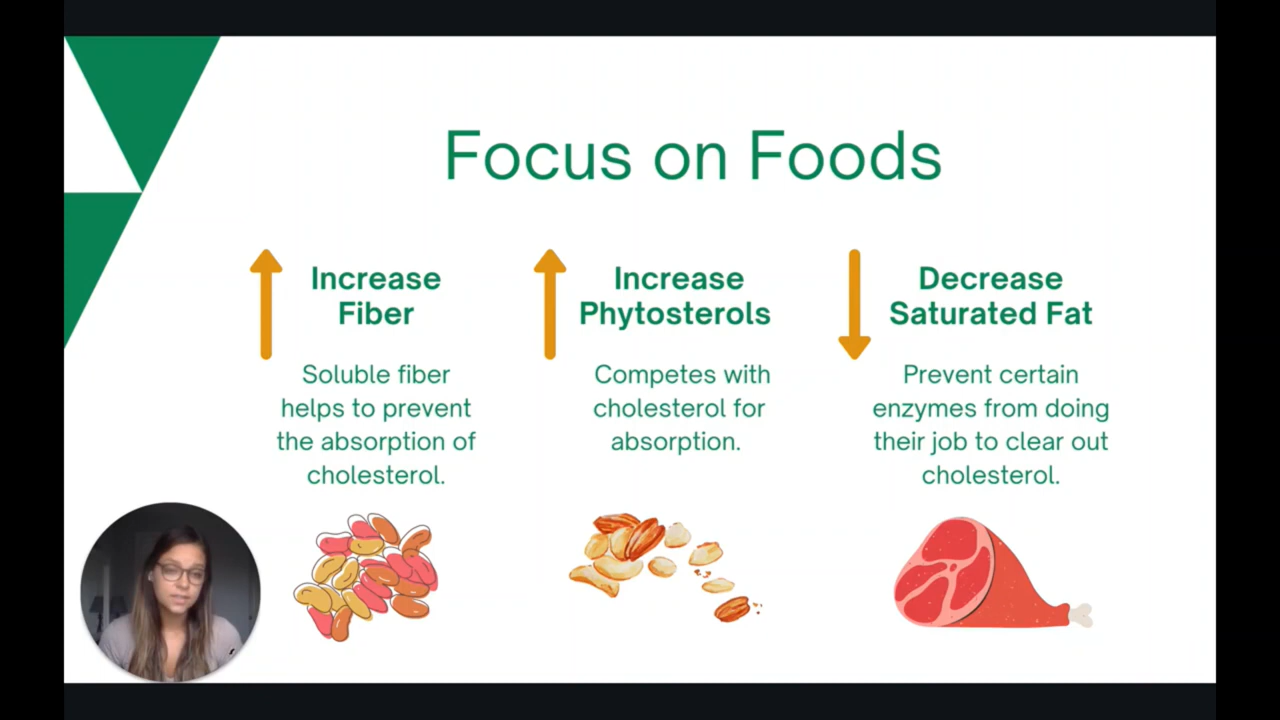 Focus on Foods
Increase
Fiber
Soluble fiber
helps to prevent
the absorption of
cholesterol.
Increase
Phytosterols
Competes with
cholesterol for
absorption.
Decrease
Saturated Fat
Prevent certain
enzymes from doing
their job to clear out
cholesterol.